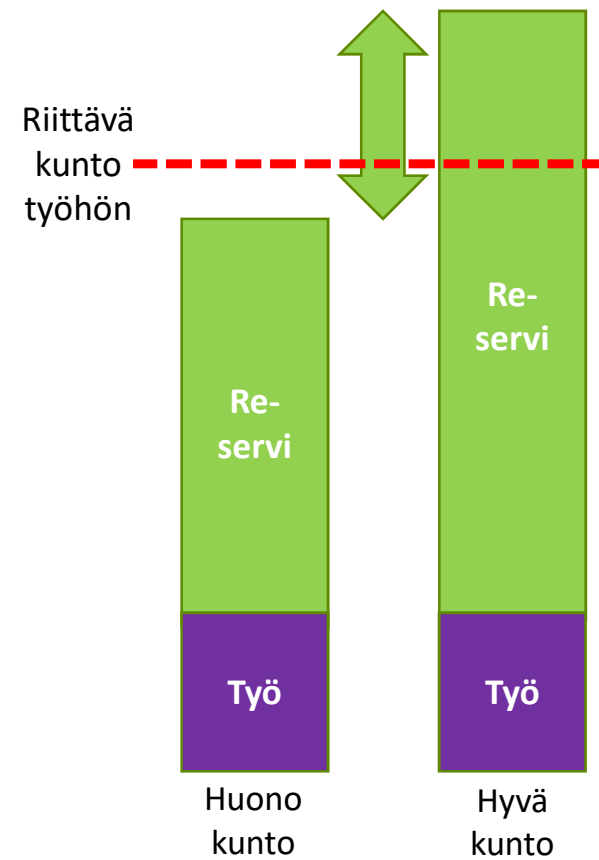 Riittävä
kunto
työhön
Re-
servi
Re-
servi
Työ
Työ
Huono
kunto
Hyvä
kunto